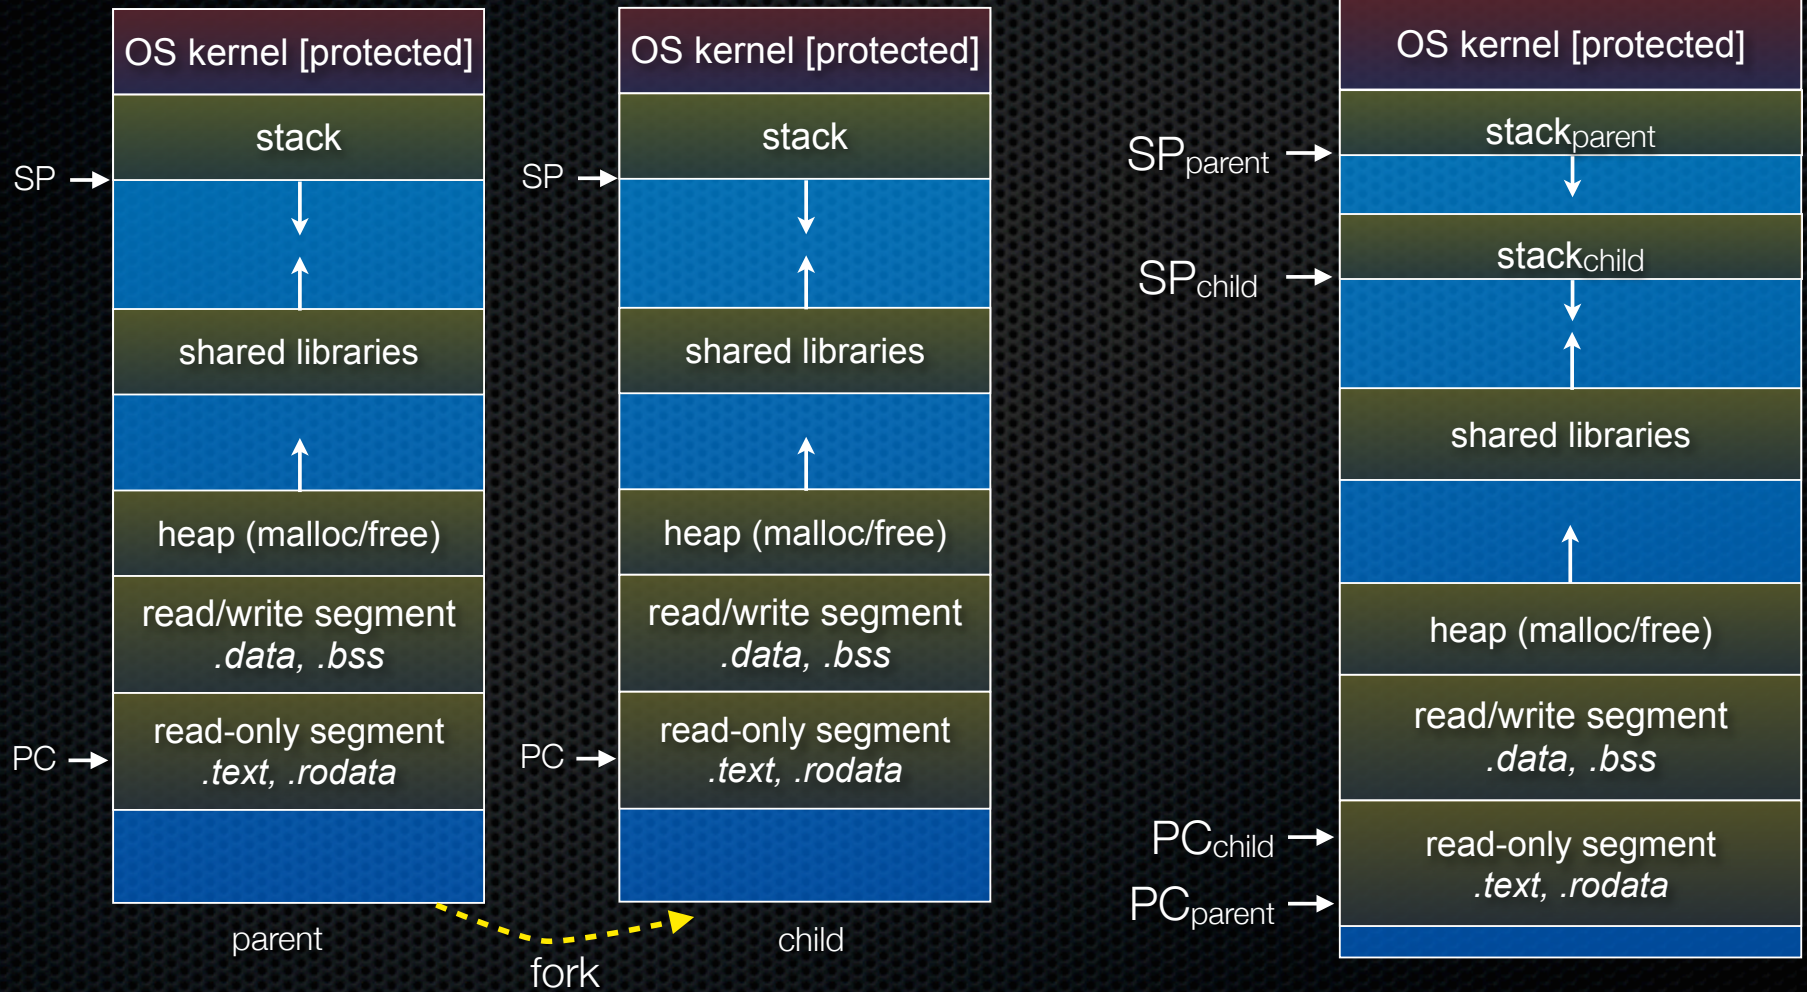 OS kernel [protected]
stack
SP
shared libraries
heap (malloc/free)
read/write segment
.data, .bss
read-only segment
.text, .rodata
PC
parent
fork
OS kernel [protected]
stack
SP
shared libraries
heap (malloc/free)
read/write segment
.data, .bss
read-only segment
.text, .rodata
PC
child
OS kernel [protected]
stackparent
SPparent
stackchild
SPchild
shared libraries
heap (malloc/free)
read/write segment
.data, .bss
PCchild
read-only segment
.text, .rodata
PCparent